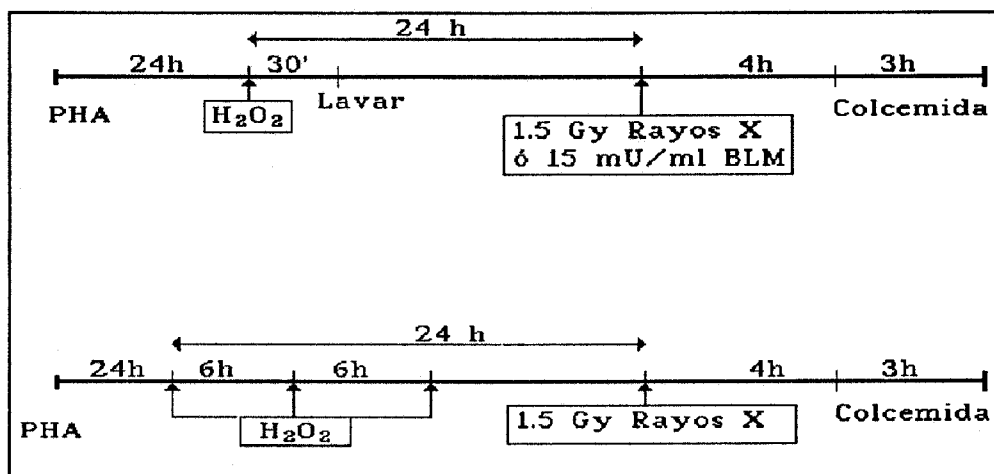 24 h
24h 30' 4h 3h
PHA H₂O₂ Lavar Colcemida
1.5 Gy Rayos X
ó 15 mU/ml BLM
24 h
24h 6h 6h 4h 3h
PHA H₂O₂ 1.5 Gy Rayos X Colcemida